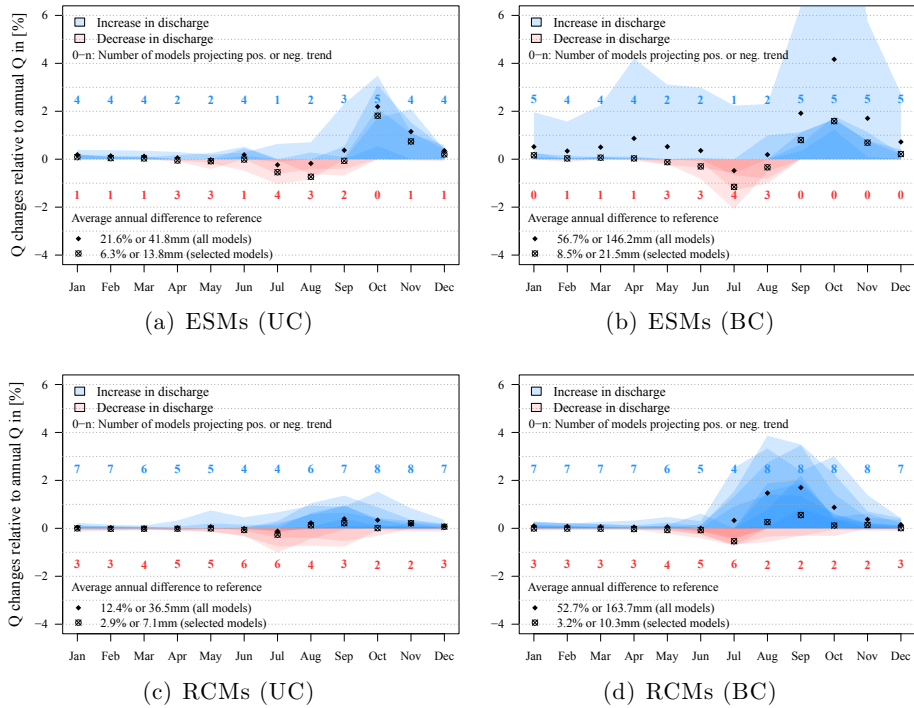 Q changes relative to annual Q in [%]
6
4
2
0
−2
−4
Increase in discharge
Decrease in discharge
0−n: Number of models projecting pos. or neg. trend
4 4 4 2 2 4 1 2 3 5 4 4
1 1 1 3 3 1 4 3 2 0 1 1
Average annual difference to reference
21.6% or 41.8mm (all models)
6.3% or 13.8mm (selected models)
Jan Feb Mar Apr May Jun Jul Aug Sep Oct Nov Dec
(a) ESMs (UC)
6
4
2
0
−2
−4
Increase in discharge
Decrease in discharge
0−n: Number of models projecting pos. or neg. trend
5 4 4 4 2 2 1 2 5 5 5 5
0 1 1 1 3 3 4 3 0 0 0 0
Average annual difference to reference
56.7% or 146.2mm (all models)
8.5% or 21.5mm (selected models)
Jan Feb Mar Apr May Jun Jul Aug Sep Oct Nov Dec
(b) ESMs (BC)
Q changes relative to annual Q in [%]
6
4
2
0
−2
−4
Increase in discharge
Decrease in discharge
0−n: Number of models projecting pos. or neg. trend
7 7 6 5 5 4 4 6 7 8 8 7
3 3 4 5 5 6 6 4 3 2 2 3
Average annual difference to reference
12.4% or 36.5mm (all models)
2.9% or 7.1mm (selected models)
Jan Feb Mar Apr May Jun Jul Aug Sep Oct Nov Dec
(c) RCMs (UC)
6
4
2
0
−2
−4
Increase in discharge
Decrease in discharge
0−n: Number of models projecting pos. or neg. trend
7 7 7 7 6 5 4 8 8 8 8 7
3 3 3 3 4 5 6 2 2 2 2 3
Average annual difference to reference
52.7% or 163.7mm (all models)
3.2% or 10.3mm (selected models)
Jan Feb Mar Apr May Jun Jul Aug Sep Oct Nov Dec
(d) RCMs (BC)